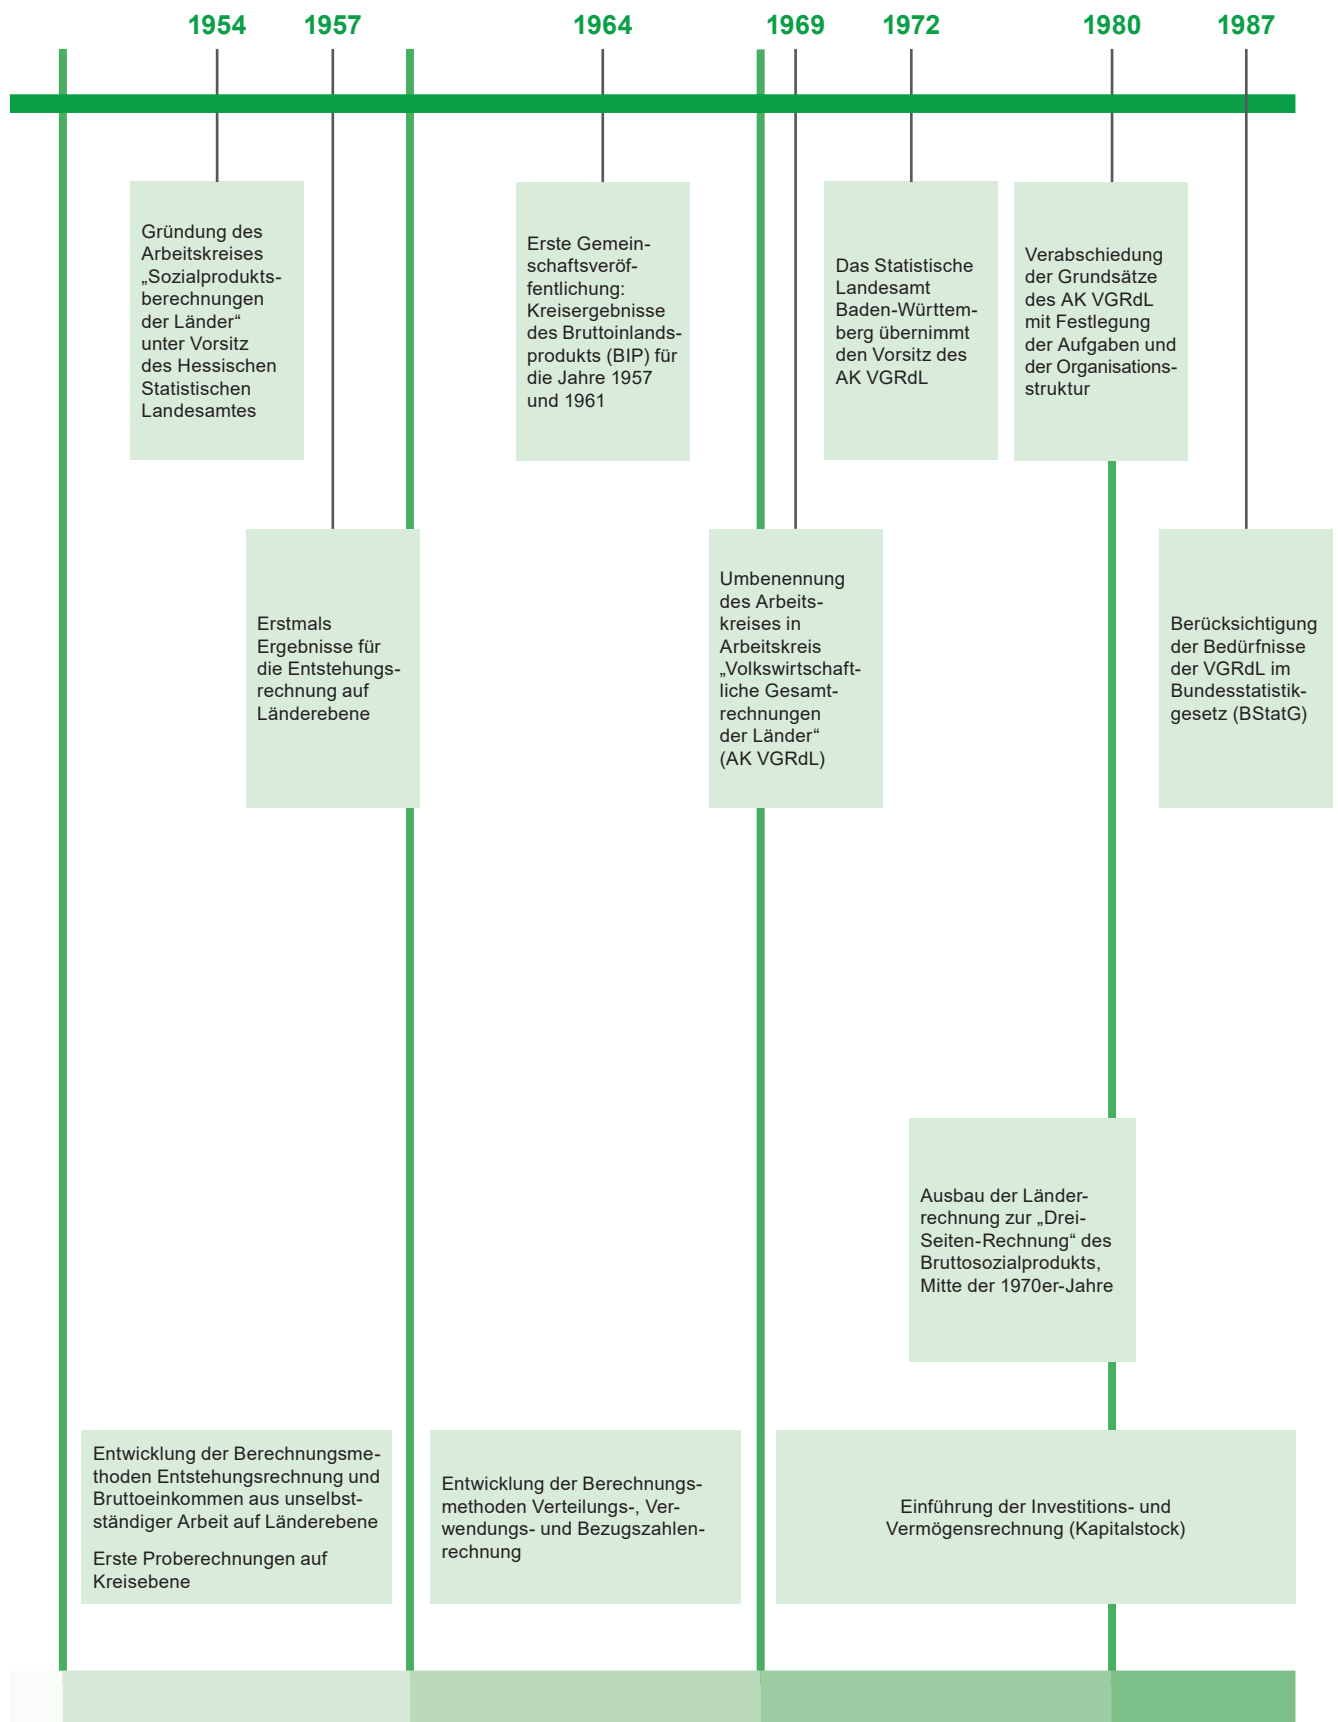 1954
1957
1964
1969
1972
1980
1987
Gründung des
Arbeitskreises
„Sozialprodukts-
berechnungen
der Länder“
unter Vorsitz
des Hessischen
Statistischen
Landesamtes
Erste Gemein-
schaftsveröf-
fentlichung:
Kreisergebnisse
des Bruttoinlands-
produkts (BIP) für
die Jahre 1957
und 1961
Das Statistische
Landesamt
Baden-Württem-
berg übernimmt
den Vorsitz des
AK VGRdL
Verabschiedung
der Grundsätze
des AK VGRdL
mit Festlegung
der Aufgaben und
der Organisations-
struktur
Erstmals
Ergebnisse für
die Entstehungs-
rechnung auf
Länderebene
Umbenennung
des Arbeits-
kreises in
Arbeitskreis
„Volkswirtschaft-
liche Gesamt-
rechnungen
der Länder“
(AK VGRdL)
Berücksichtigung
der Bedürfnisse
der VGRdL im
Bundesstatistik-
gesetz (BStatG)
Ausbau der Länder-
rechnung zur „Drei-
Seiten-Rechnung“ des
Bruttosozialprodukts,
Mitte der 1970er-Jahre
Entwicklung der Berechnungsme-
thoden Entstehungsrechnung und
Bruttoeinkommen aus unselbst-
ständiger Arbeit auf Länderebene
Erste Proberechnungen auf
Kreisebene
Entwicklung der Berechnungs-
methoden Verteilungs-, Ver-
wendungs- und Bezugszahlen-
rechnung
Einführung der Investitions- und
Vermögensrechnung (Kapitalstock)